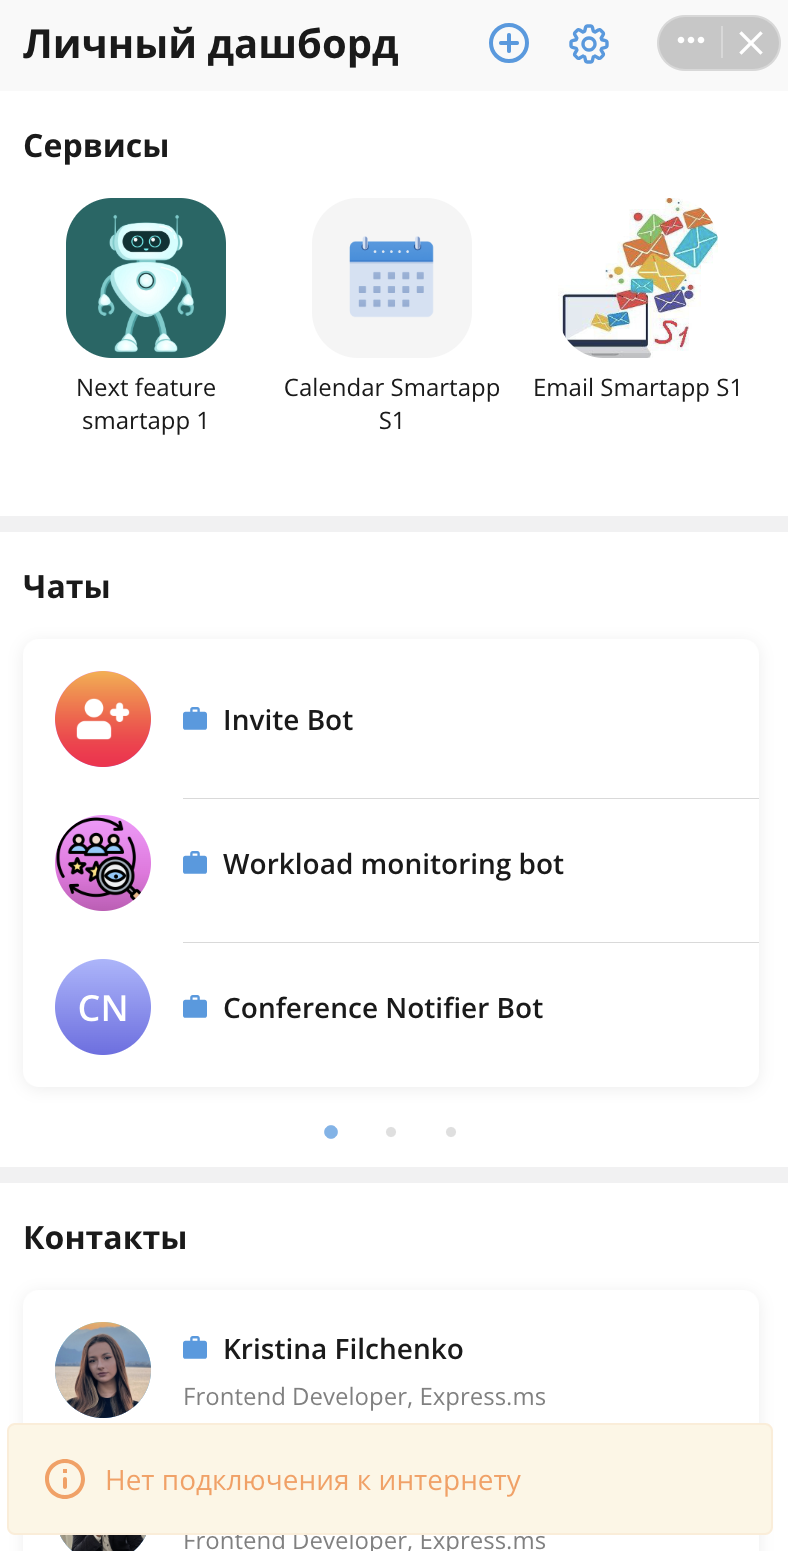 Личный дашборд
Сервисы
Next feature
smartapp 1
Calendar Smartapp
S1
S1
Email Smartapp S1
Чаты
Invite Bot
Workload monitoring bot
CN
Conference Notifier Bot
Контакты
Kristina Filchenko
Frontend Developer, Express.ms
Нет подключения к интернету
Frontend Developer, Express.ms